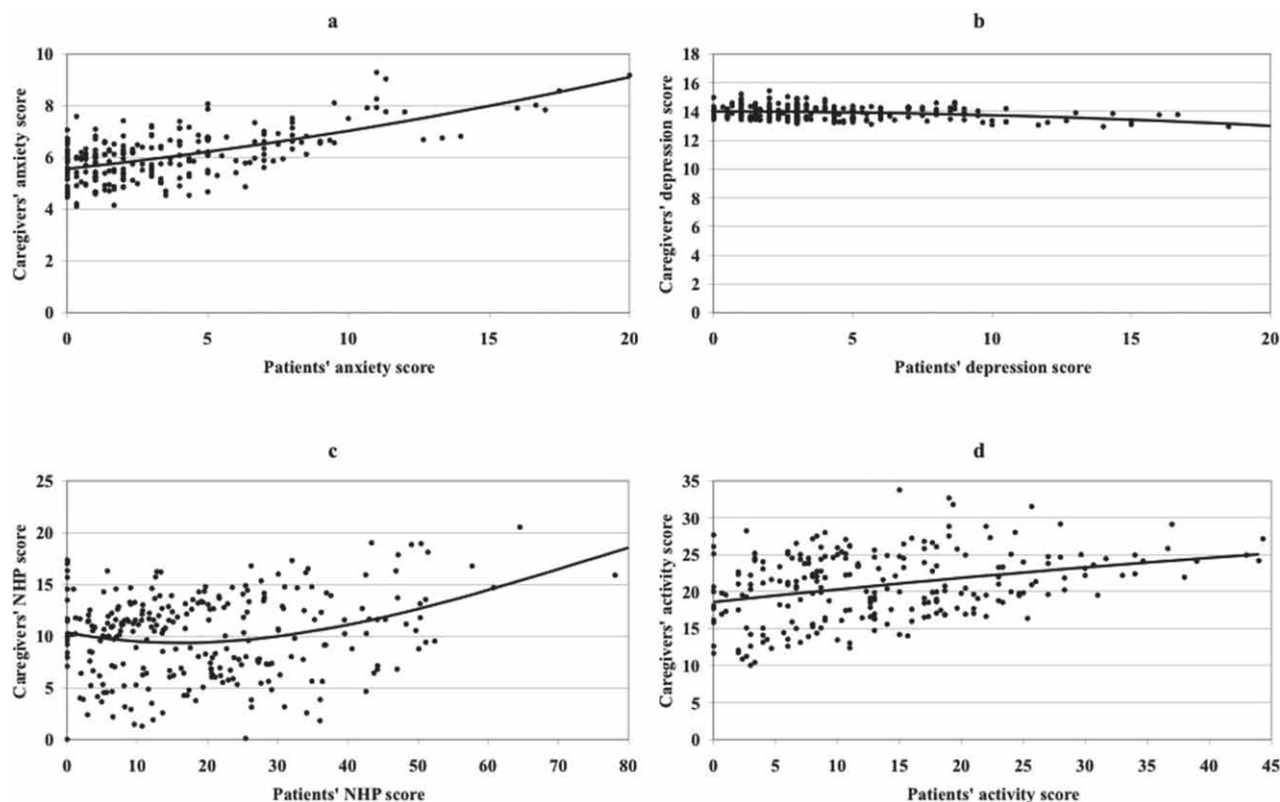 a
10
8
6
4
2
0
Caregivers' anxiety score
0 5 10 15 20
Patients' anxiety score
b
18
16
14
12
10
8
6
4
2
0
Caregivers' depression score
0 5 10 15 20
Patients' depression score
c
25
20
15
10
5
0
Caregivers' NHP score
0 10 20 30 40 50 60 70 80
Patients' NHP score
d
35
30
25
20
15
10
5
0
Caregivers' activity score
0 5 10 15 20 25 30 35 40 45
Patients' activity score